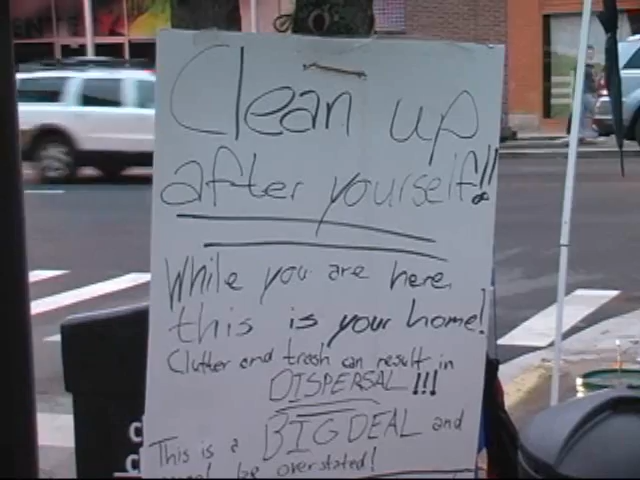 Clean up
after yourself!!
While you are here,
this is your home!
Clutter and trash can result in
DISPERSAL!!!
This is a BIG DEAL and
be overstated!